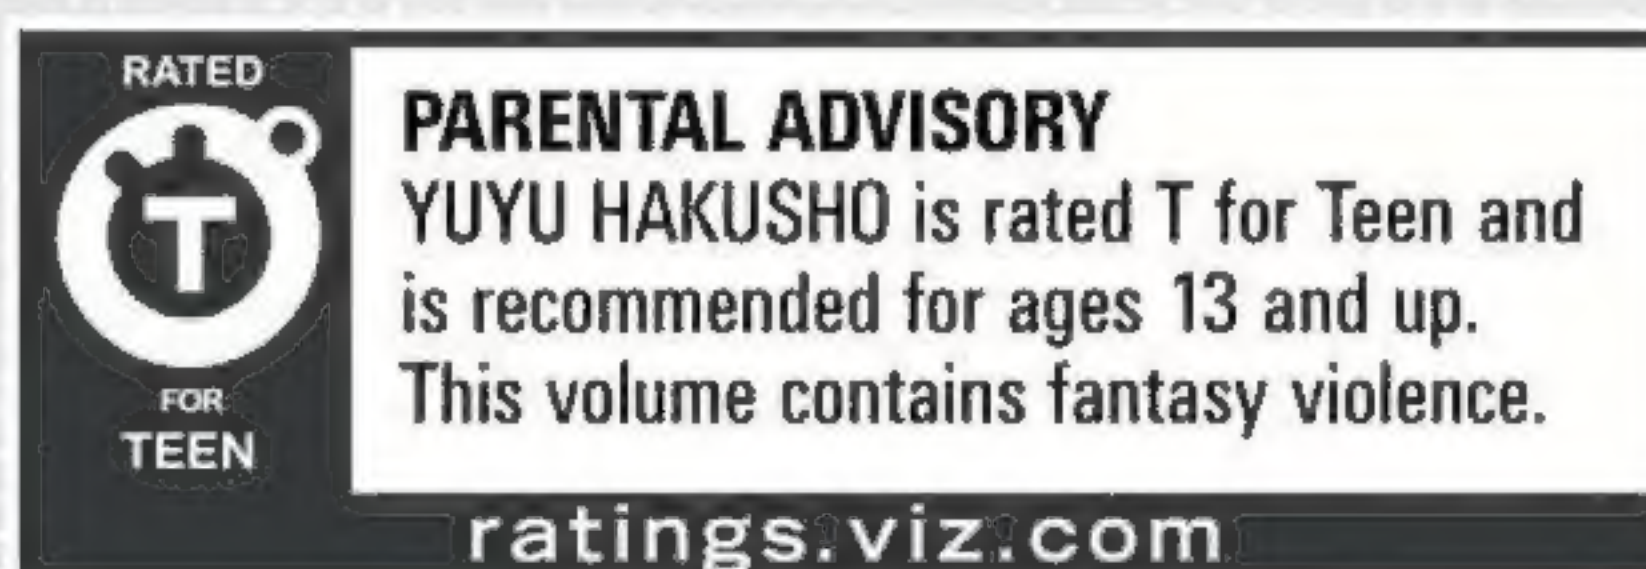 RATED
T
FOR
TEEN
PARENTAL ADVISORY
YUYU HAKUSHO is rated T for Teen and
is recommended for ages 13 and up.
This volume contains fantasy violence.
ratings.viz.com